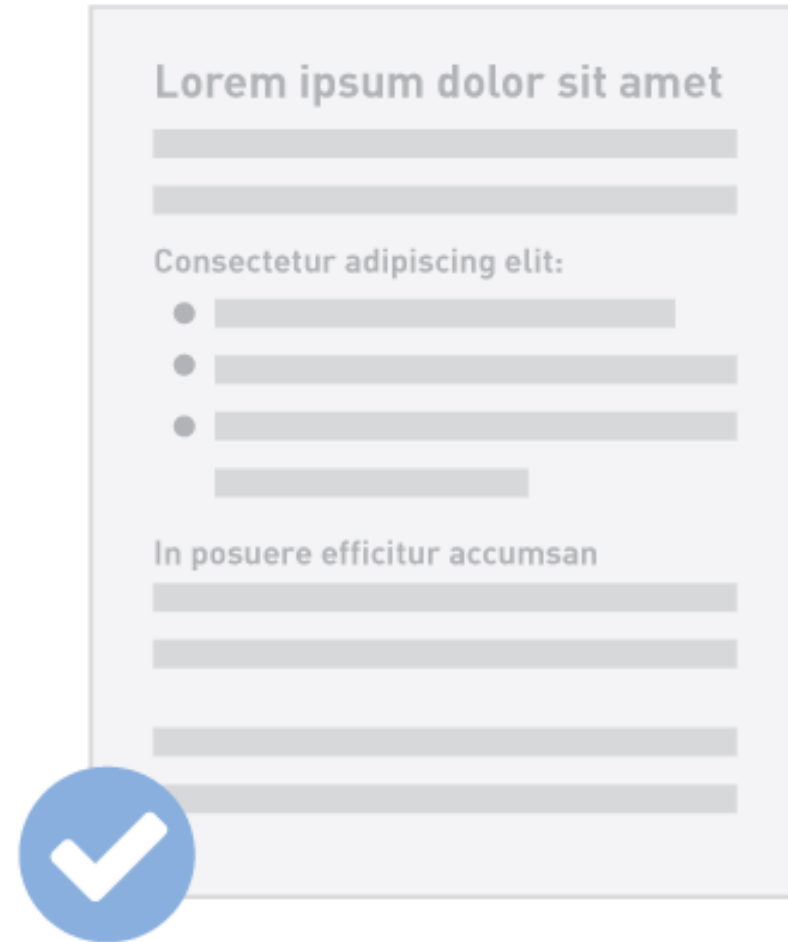 Lorem ipsum dolor sit amet
Consectetur adipiscing elit:
In posuere efficitur accumsan